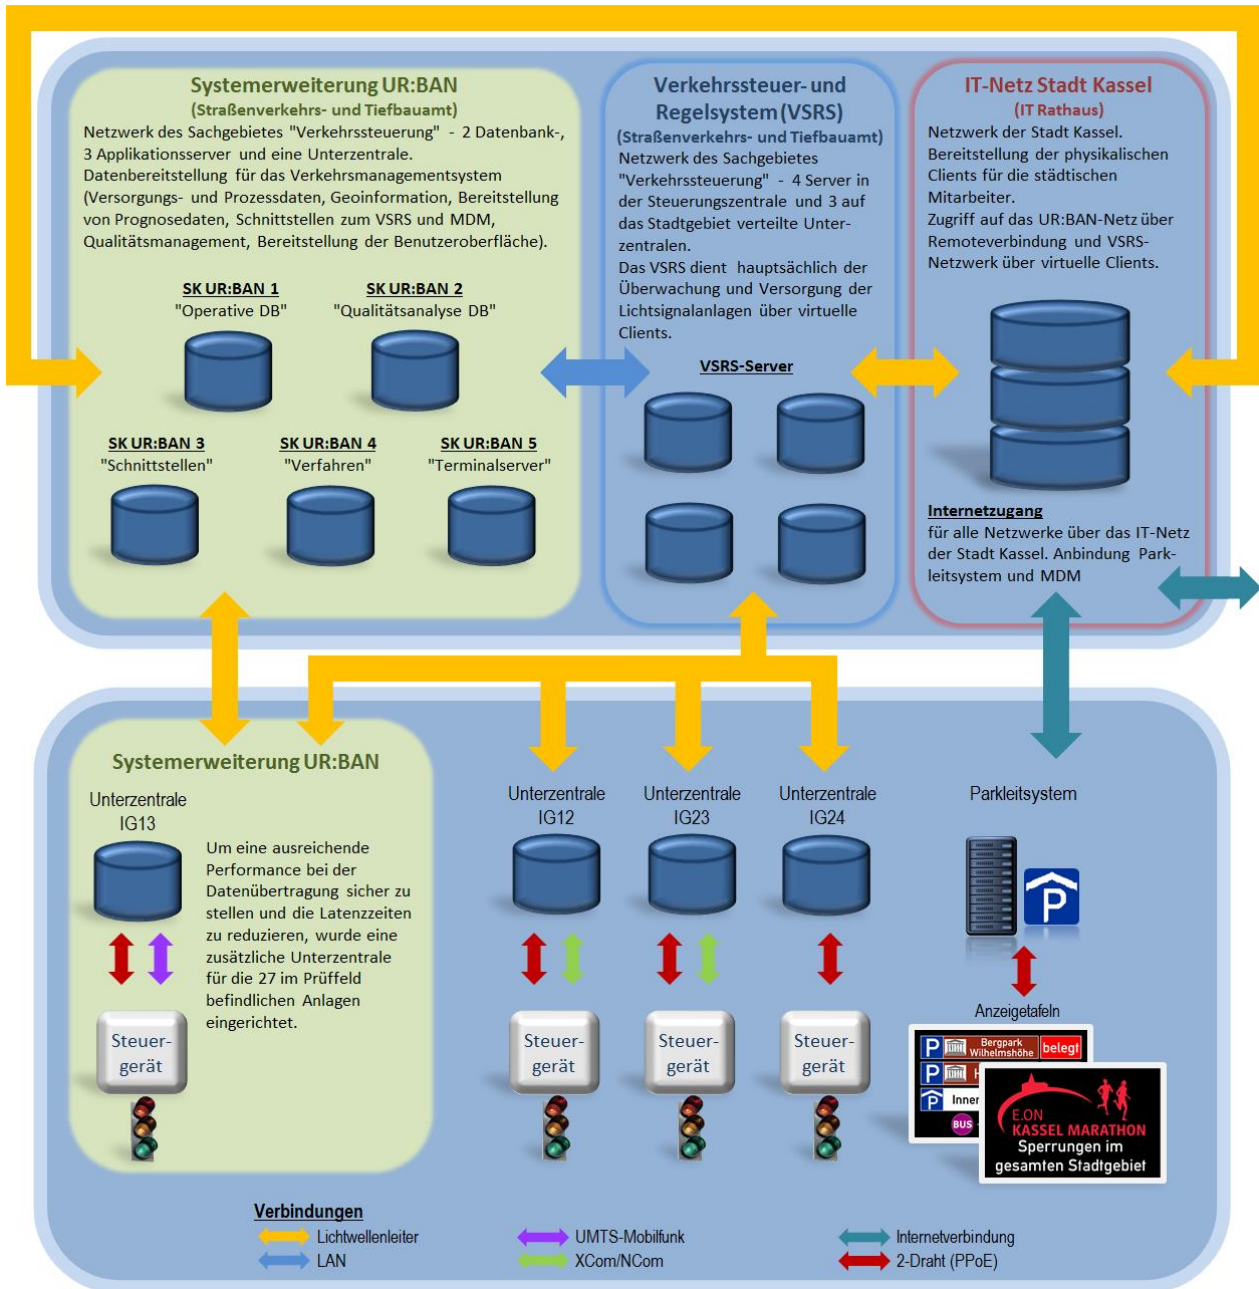 Systemerweiterung UR:BAN
(Straßenverkehrs- und Tiefbauamt)
Netzwerk des Sachgebietes "Verkehrssteuerung" - 2 Datenbank-,
3 Applikationsserver und eine Unterzentrale.
Datenbereitstellung für das Verkehrsmanagementsystem
(Versorgungs- und Prozessdaten, Geoinformation, Bereitstellung
von Prognosedaten, Schnittstellen zum VSRS und MDM,
Qualitätsmanagement, Bereitstellung der Benutzeroberfläche).
SK UR:BAN 1
"Operative DB"
SK UR:BAN 2
"Qualitätsanalyse DB"
SK UR:BAN 3
"Schnittstellen"
SK UR:BAN 4
"Verfahren"
SK UR:BAN 5
"Terminalserver"
Verkehrssteuer- und
Regelsystem (VSRS)
(Straßenverkehrs- und Tiefbauamt)
Netzwerk des Sachgebietes
"Verkehrssteuerung" - 4 Server in
der Steuerungszentrale und 3 auf
das Stadtgebiet verteilte Unter-
zentralen.
Das VSRS dient hauptsächlich der
Überwachung und Versorgung der
Lichtsignalanlagen über virtuelle
Clients.
VSRS-Server
IT-Netz Stadt Kassel
(IT Rathaus)
Netzwerk der Stadt Kassel.
Bereitstellung der physikalischen
Clients für die städtischen
Mitarbeiter.
Zugriff auf das UR:BAN-Netz über
Remoteverbindung und VSRS-
Netzwerk über virtuelle Clients.
Internetzugang
für alle Netzwerke über das IT-Netz
der Stadt Kassel. Anbindung Park-
leitsystem und MDM
Systemerweiterung UR:BAN
Unterzentrale
IG13
Um eine ausreichende
Performance bei der
Datenübertragung sicher zu
stellen und die Latenzzeiten
zu reduzieren, wurde eine
zusätzliche Unterzentrale
für die 27 im Prüffeld
befindlichen Anlagen
eingerichtet.
Steuer-
gerät
Unterzentrale
IG12
Steuer-
gerät
Unterzentrale
IG23
Steuer-
gerät
Unterzentrale
IG24
Steuer-
gerät
Parkleitsystem
P
Anzeigetafeln
P Bergpark
Wilhelmshöhe belegt
P H
P Inner
BUS
E.ON
KASSEL MARATHON
Sperrungen im
gesamten Stadtgebiet
Verbindungen
Lichtwellenleiter
LAN
UMTS-Mobilfunk
XCom/NCom
Internetverbindung
2-Draht (PPoE)